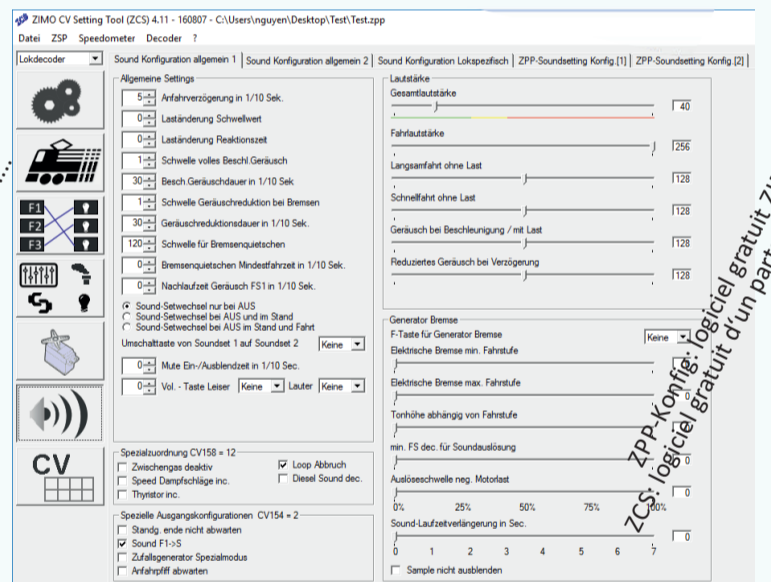 ZIMO CV Setting Tool (ZCS) 4.11 - 160807 - C:\Users\nguyen\Desktop\Test\Test.zpp
Datei ZSP Speedometer Decoder ?
Lokdecoder
Sound Konfiguration allgemein 1 Sound Konfiguration allgemein 2 Sound Konfiguration Lokspezifisch ZPP-Soundsetting Konfig.[1] ZPP-Soundsetting Konfig.[2]
F1
F2
F3
CV
Allgemeine Settings
5 Anfahrverzögerung in 1/10 Sek.
0 Laständerung Schwellwert
0 Laständerung Reaktionszeit
1 Schwelle volles Beschl.Geräusch
30 Besch.Geräuschdauer in 1/10 Sek
1 Schwelle Geräuschreduktion bei Bremsen
30 Geräuschreduktionsdauer in 1/10 Sek.
120 Schwelle für Bremsenquietschen
0 Bremsenquietschen Mindestfahrzeit in 1/10 Sek.
0 Nachlaufzeit Geräusch FS1 in 1/10 Sek.
Sound-Setwechsel nur bei AUS
Sound-Setwechsel bei AUS und im Stand
Sound-Setwechsel bei AUS im Stand und Fahrt
Umschalttaste von Soundset 1 auf Soundset 2 Keine
0 Mute Ein-/Ausblendzeit in 1/10 Sec.
0 Vol. - Taste Leiser Keine Lauter Keine
Spezialzuordnung CV158 = 12
Zwischengas deaktiv Loop Abbruch
Speed Dampfschläge inc. Diesel Sound dec.
Thyristor inc.
Spezielle Ausgangskonfigurationen CV154 = 2
Standg. ende nicht abwarten
Sound F1->S
Zufallsgenerator Spezialmodus
Anfahrpfiff abwarten
Lautstärke
Gesamtlautstärke
40
Fahrlautstärke
256
Langsamfahrt ohne Last
128
Schnellfahrt ohne Last
128
Geräusch bei Beschleunigung / mit Last
128
Reduziertes Geräusch bei Verzögerung
128
Generator Bremse
F-Taste für Generator Bremse Keine
Elektrische Bremse min. Fahrstufe
Elektrische Bremse max. Fahrstufe
0
Tonhöhe abhängig von Fahrstufe
min. FS dec. für Soundauslösung
0
Auslöseschwelle neg. Motorlast
0
0% 25% 50% 75% 100%
Sound-Laufzeitverlängerung in Sec.
0
0 1 2 3 4 5 6 7
Sample nicht ausblenden
ZPP-Konfig: logiciel gratuit
ZCS: logiciel gratuit d'un